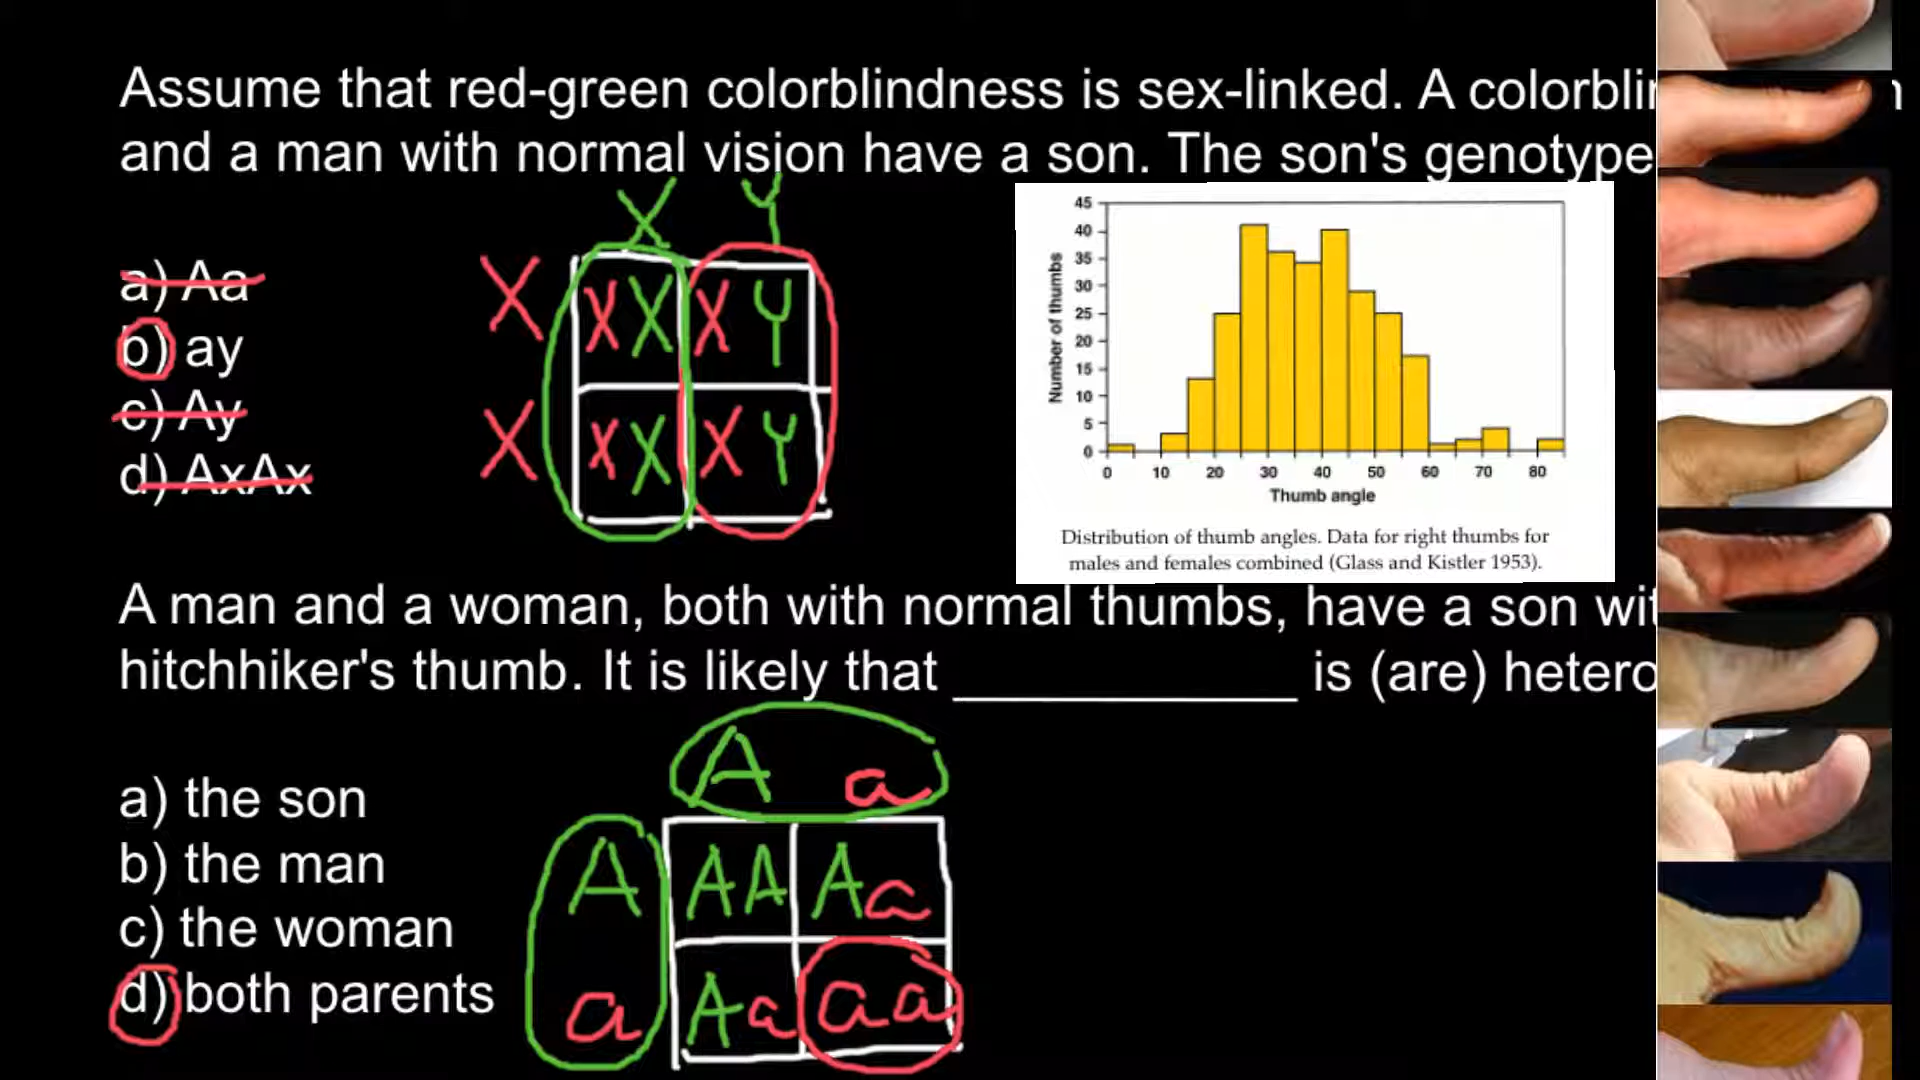 Assume that red-green colorblindness is sex-linked. A
and a man with normal vision have a son. The son's genotype
a) Aa
b) ay
c) Ay
d) AxAx
X Y
X XX XY
X XX XY
45
40
35
30
25
20
15
10
5
0
Number of thumbs
0 10 20 30 40 50 60 70 80
Thumb angle
Distribution of thumb angles. Data for right thumbs for
males and females combined (Glass and Kistler 1953).
A man and a woman, both with normal thumbs, have a son
hitchhiker's thumb. It is likely that ____________ is (are)
a) the son
b) the man
c) the woman
d) both parents
A a
A AA Aa
a Aa aa